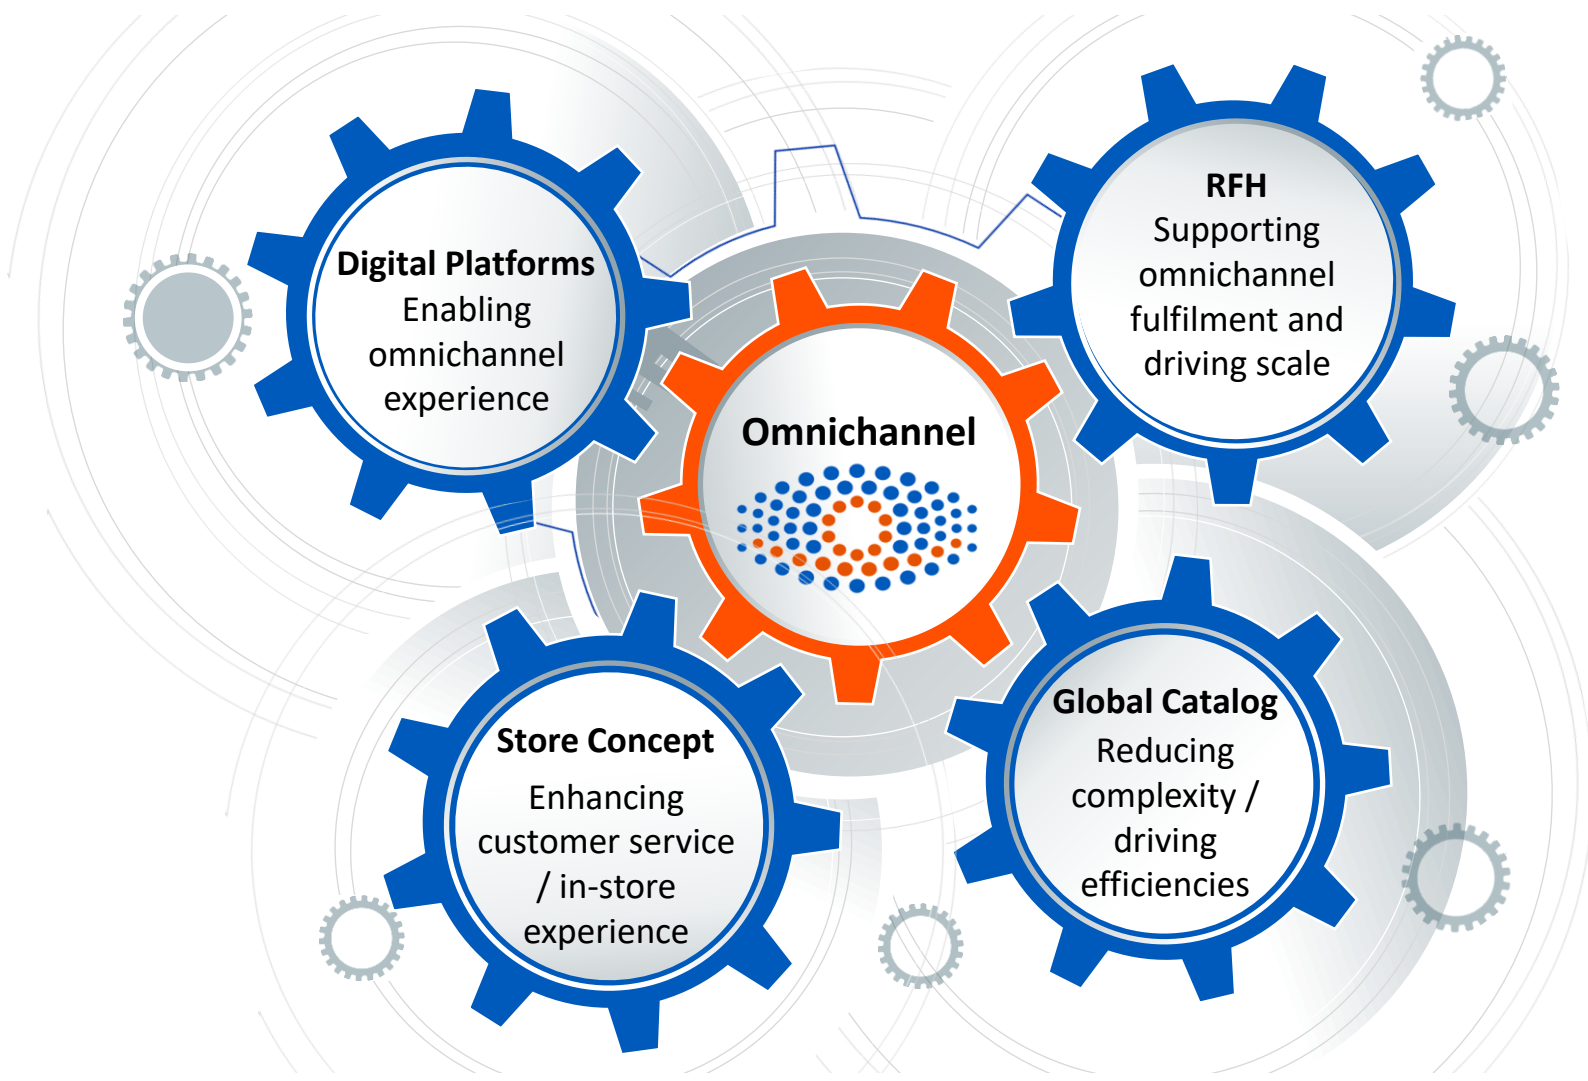 Digital Platforms
Enabling
omnichannel
experience
RFH
Supporting
omnichannel
fulfilment and
driving scale
Omnichannel
Store Concept
Enhancing
customer service
/ in-store
experience
Global Catalog
Reducing
complexity /
driving
efficiencies